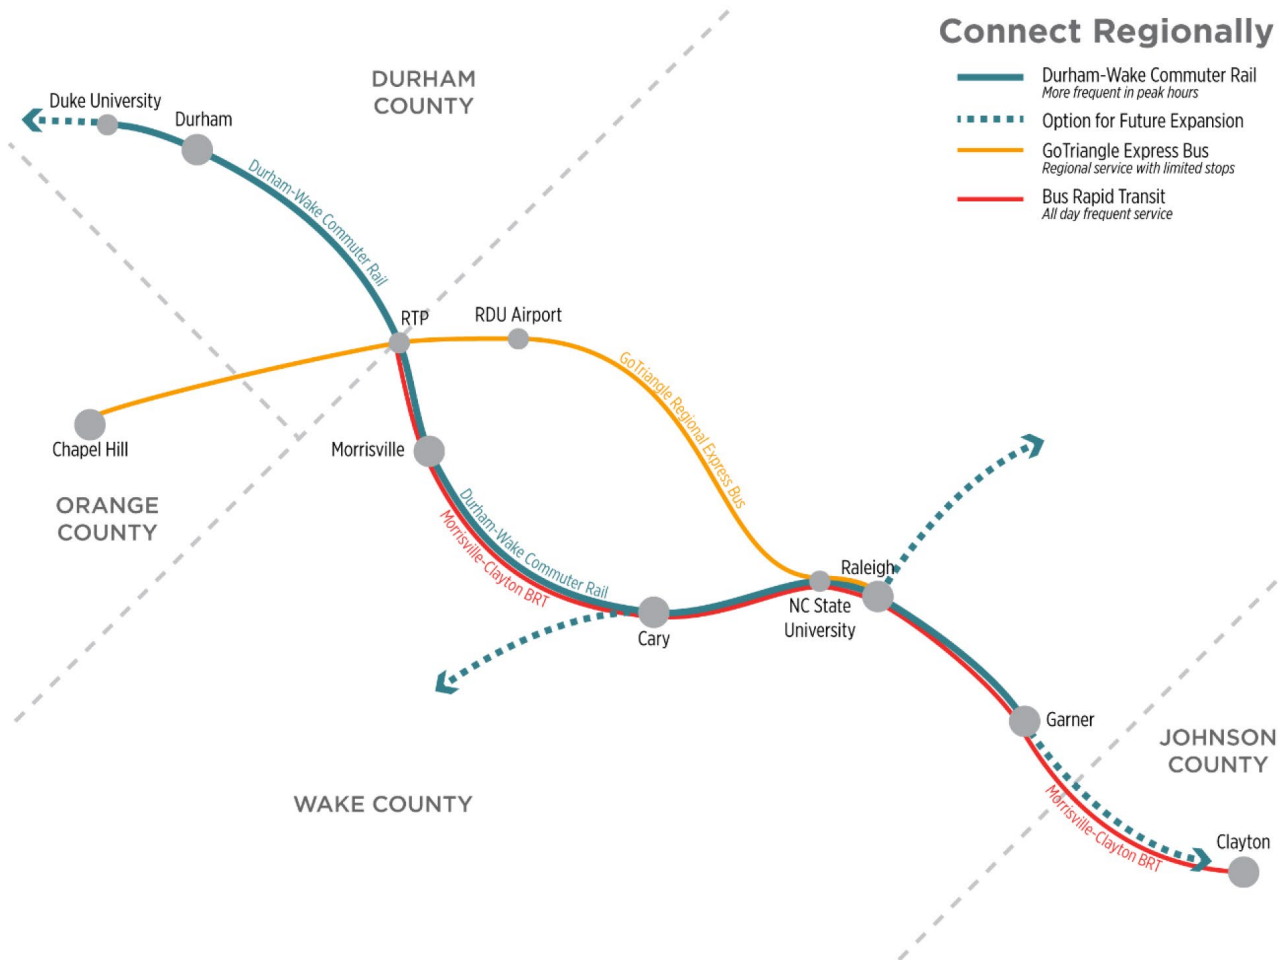 Connect Regionally
Durham-Wake Commuter Rail
More frequent in peak hours
Option for Future Expansion
GoTriangle Express Bus
Regional service with limited stops
Bus Rapid Transit
All day frequent service
DURHAM
COUNTY
Duke University
Durham
Durham-Wake Commuter Rail
RTP
RDU Airport
GoTriangle Regional Express Bus
Chapel Hill
Morrisville
ORANGE
COUNTY
Durham-Wake Commuter Rail
Morrisville-Clayton BRT
Raleigh
NC State
University
Cary
Garner
JOHNSON
COUNTY
WAKE COUNTY
Morrisville-Clayton BRT
Clayton